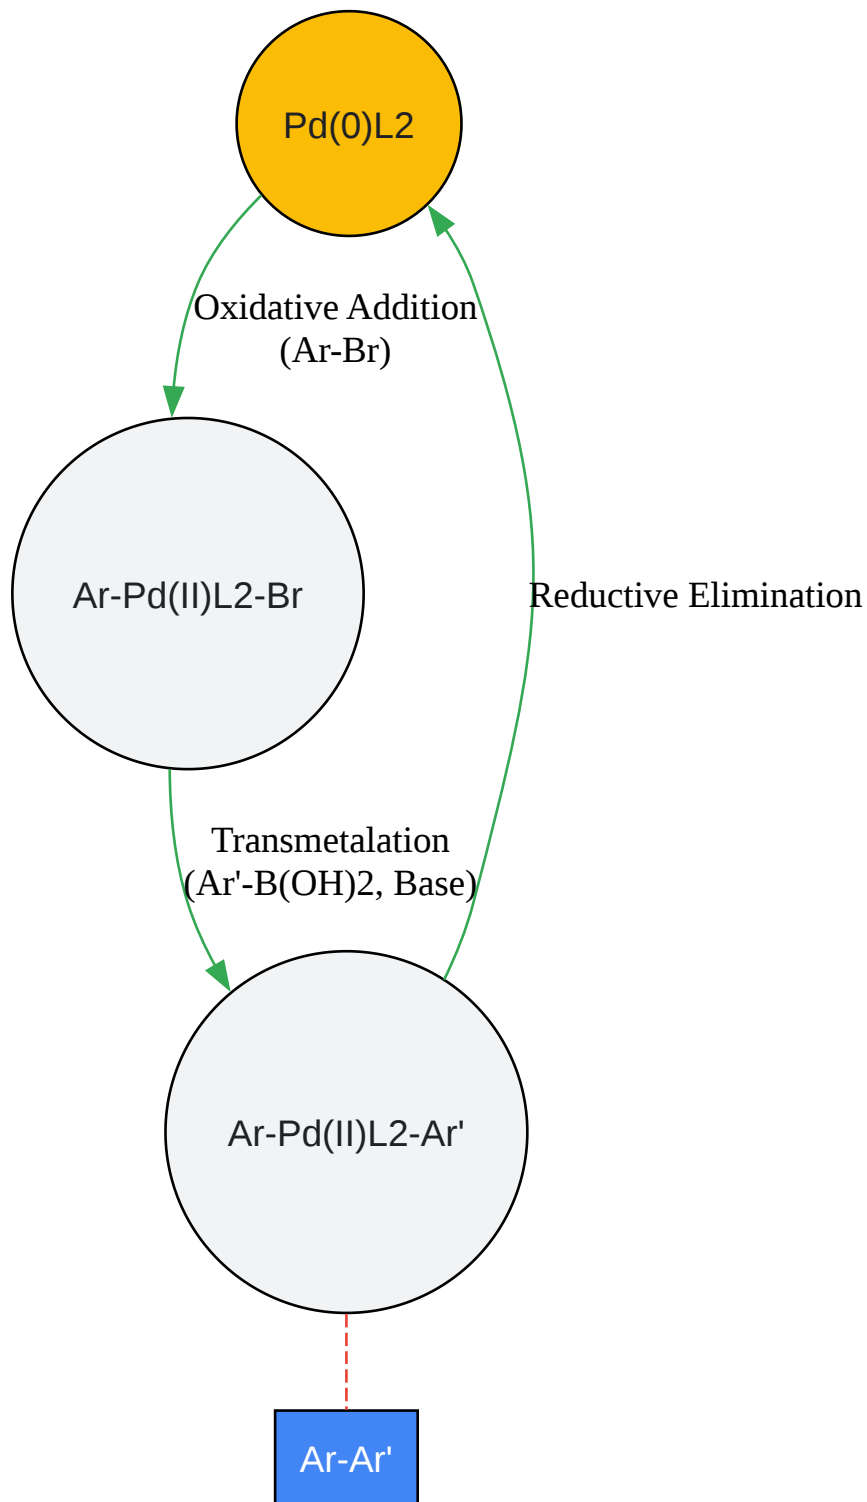 Pd(0)L2
Oxidative Addition
(Ar-Br)
Ar-Pd(II)L2-Br
Reductive Elimination
Transmetalation
(Ar'-B(OH)2, Base)
Ar-Pd(II)L2-Ar'
Ar-Ar'